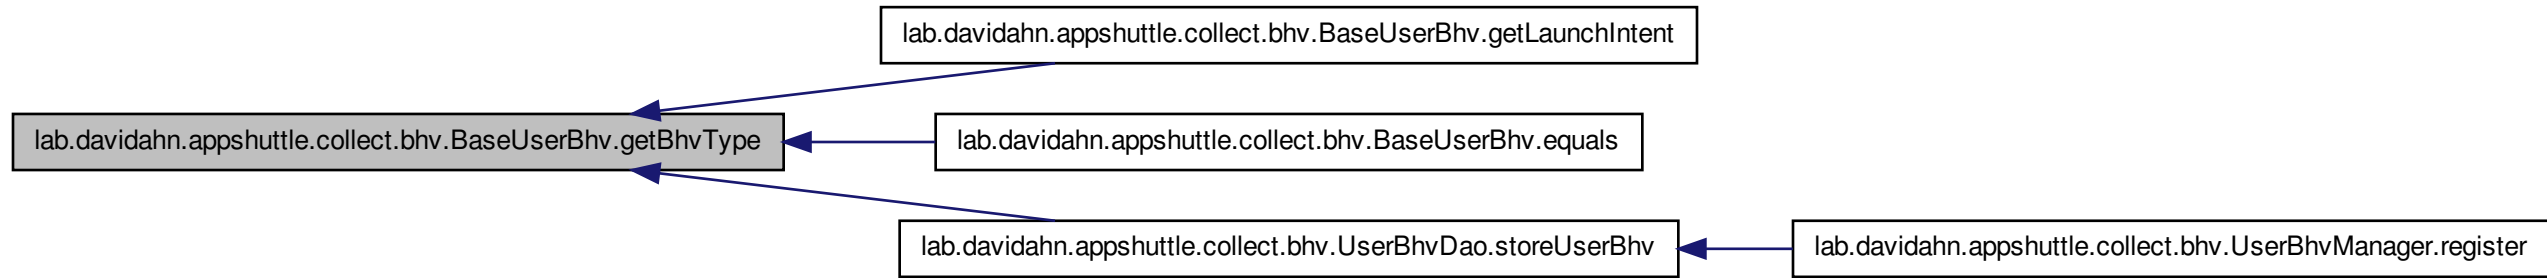 lab.davidahn.appshuttle.collect.bhv.BaseUserBhv.getLaunchIntent
lab.davidahn.appshuttle.collect.bhv.BaseUserBhv.getBhvType
lab.davidahn.appshuttle.collect.bhv.BaseUserBhv.equals
lab.davidahn.appshuttle.collect.bhv.UserBhvDao.storeUserBhv
lab.davidahn.appshuttle.collect.bhv.UserBhvManager.register